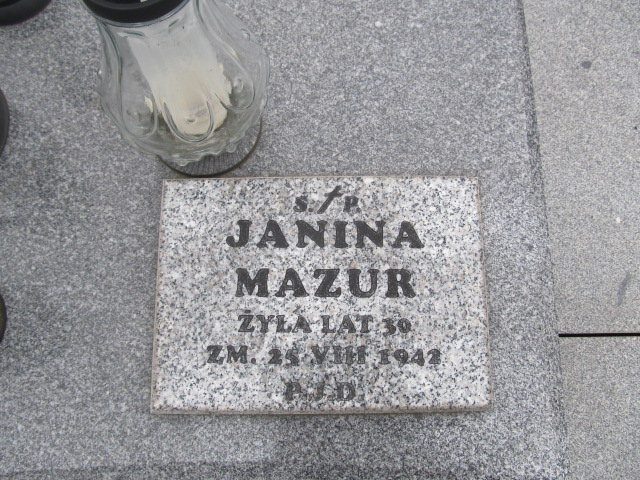 Ś. † P.
JANINA
MAZUR
ŻYŁA LAT 30
ZM. 25 VIII 1942
P.J.D.